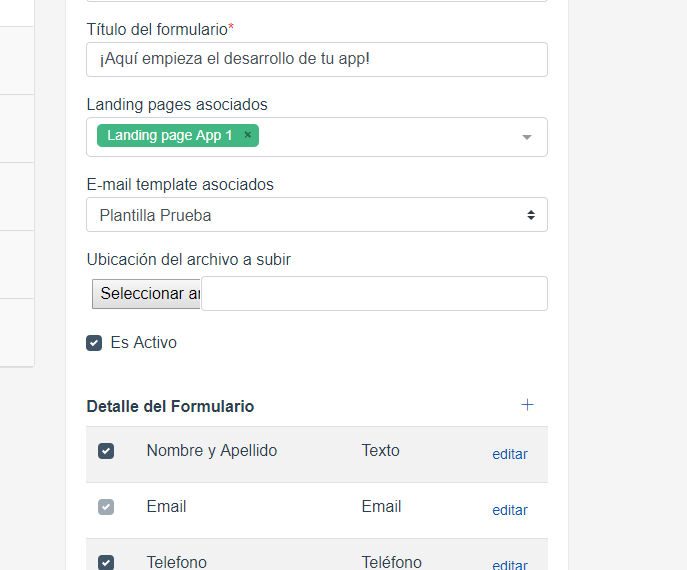 Título del formulario*
¡Aquí empieza el desarrollo de tu app!
Landing pages asociados
Landing page App 1 ×
E-mail template asociados
Plantilla Prueba
Ubicación del archivo a subir
Seleccionar ar
Es Activo
Detalle del Formulario +
Nombre y Apellido Texto editar
Email Email editar
Telefono Teléfono editar